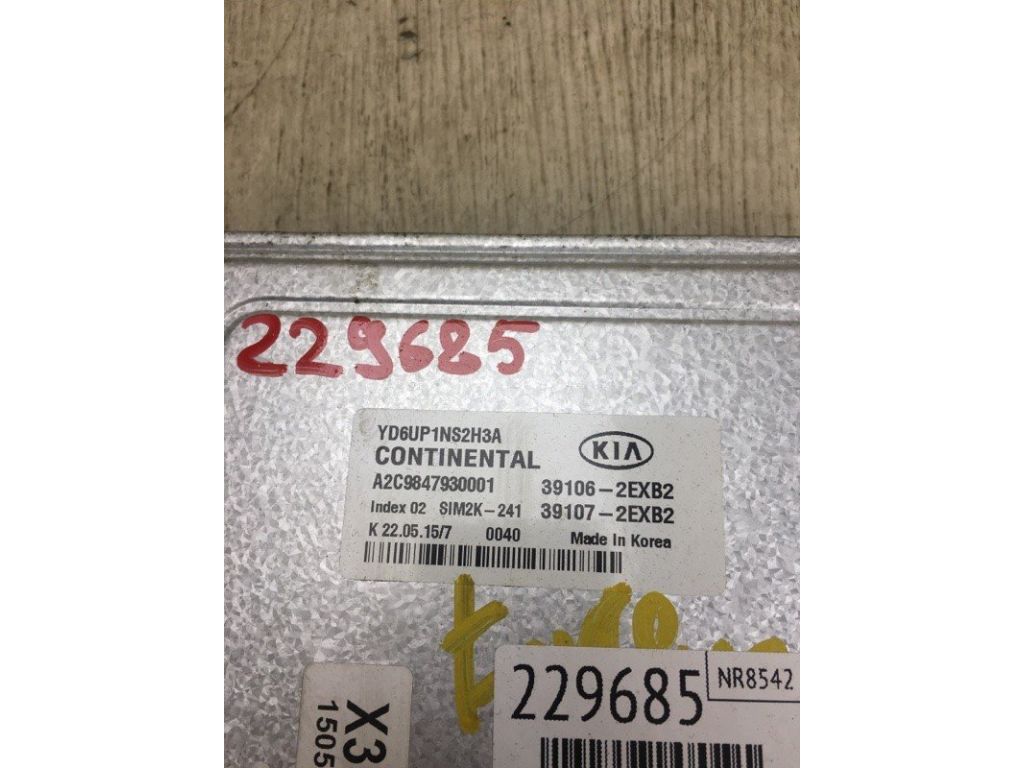 229685
YD6UP1NS2H3A
CONTINENTAL KIA
A2C9847930001 39106-2EXB2
Index 02 SIM2K-241 39107-2EXB2
K 22.05.15/7 0040 Made in Korea
229685 NR8542
X3
1505